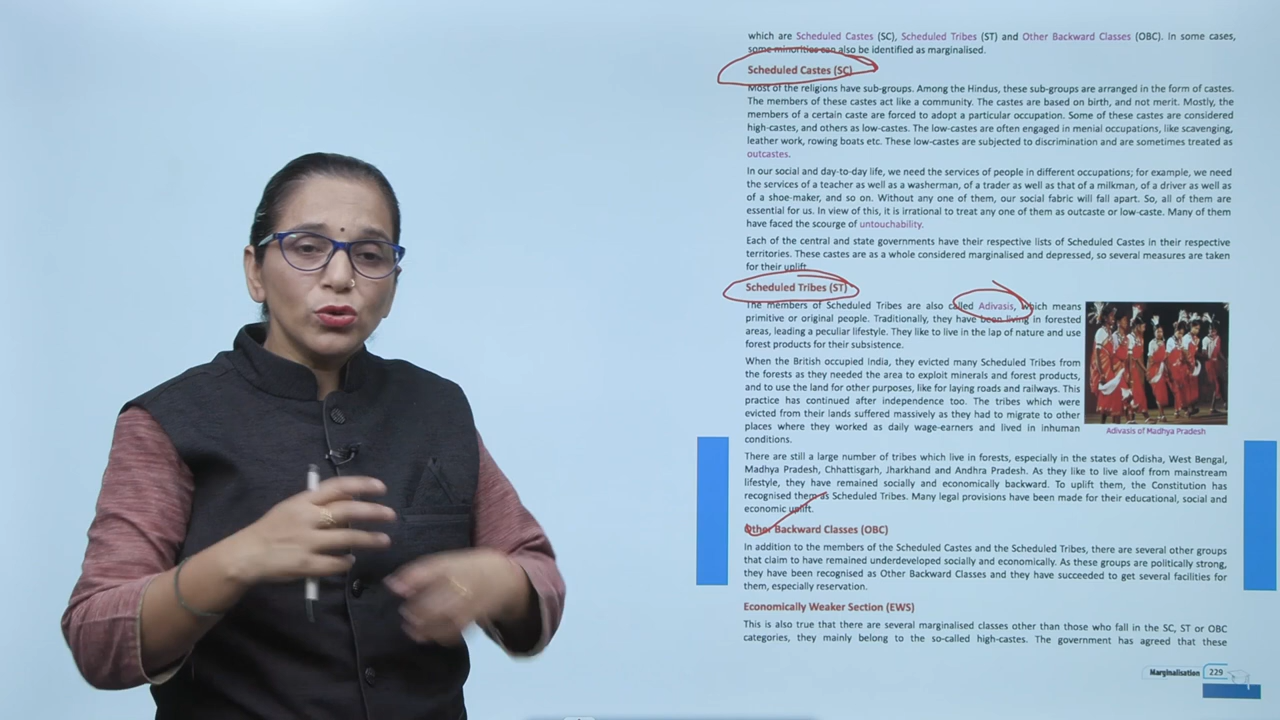 which are Scheduled Castes (SC), Scheduled Tribes (ST) and Other Backward Classes (OBC). In some cases,
some minorities can also be identified as marginalised.
Scheduled Castes (SC)
Most of the religions have sub-groups. Among the Hindus, these sub-groups are arranged in the form of castes.
The members of these castes act like a community. The castes are based on birth, and not merit. Mostly, the
members of a certain caste are forced to adopt a particular occupation. Some of these castes are considered
high-castes, and others as low-castes. The low-castes are often engaged in menial occupations, like scavenging,
leather work, rowing boats etc. These low-castes are subjected to discrimination and are sometimes treated as
outcastes.
In our social and day-to-day life, we need the services of people in different occupations; for example, we need
the services of a teacher as well as a washerman, of a trader as well as that of a milkman, of a driver as well as
of a shoe-maker, and so on. Without any one of them, our social fabric will fall apart. So, all of them are
essential for us. In view of this, it is irrational to treat any one of them as outcaste or low-caste. Many of them
have faced the scourge of untouchability.
Each of the central and state governments have their respective lists of Scheduled Castes in their respective
territories. These castes are as a whole considered marginalised and depressed, so several measures are taken
for their uplift.
Scheduled Tribes (ST)
The members of Scheduled Tribes are also called Adivasis, which means
primitive or original people. Traditionally, they have been living in forested
areas, leading a peculiar lifestyle. They like to live in the lap of nature and use
forest products for their subsistence.
When the British occupied India, they evicted many Scheduled Tribes from
the forests as they needed the area to exploit minerals and forest products,
and to use the land for other purposes, like for laying roads and railways. This
practice has continued after independence too. The tribes which were
evicted from their lands suffered massively as they had to migrate to other
places where they worked as daily wage-earners and lived in inhuman
conditions.
Adivasis of Madhya Pradesh
There are still a large number of tribes which live in forests, especially in the states of Odisha, West Bengal,
Madhya Pradesh, Chhattisgarh, Jharkhand and Andhra Pradesh. As they like to live aloof from mainstream
lifestyle, they have remained socially and economically backward. To uplift them, the Constitution has
recognised them as Scheduled Tribes. Many legal provisions have been made for their educational, social and
economic uplift.
Other Backward Classes (OBC)
In addition to the members of the Scheduled Castes and the Scheduled Tribes, there are several other groups
that claim to have remained underdeveloped socially and economically. As these groups are politically strong,
they have been recognised as Other Backward Classes and they have succeeded to get several facilities for
them, especially reservation.
Economically Weaker Section (EWS)
This is also true that there are several marginalised classes other than those who fall in the SC, ST or OBC
categories, they mainly belong to the so-called high-castes. The government has agreed that these
Marginalisation 229